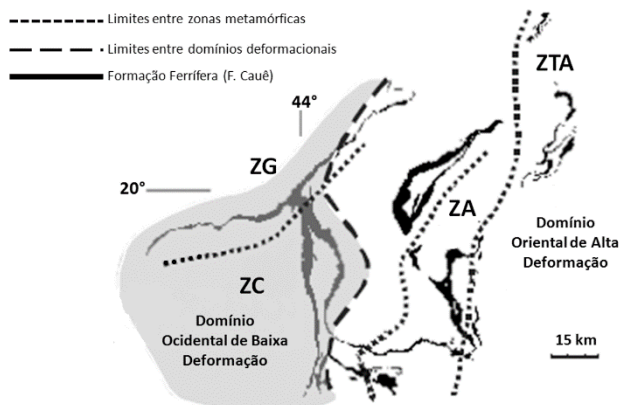 Limites entre zonas metamórficas
Limites entre domínios deformacionais
Formação Ferrífera (F. Cauê)
44°
ZTA
20°
ZG
ZA
Domínio
Oriental de Alta
Deformação
ZC
Domínio
Ocidental de Baixa
Deformação
15 km